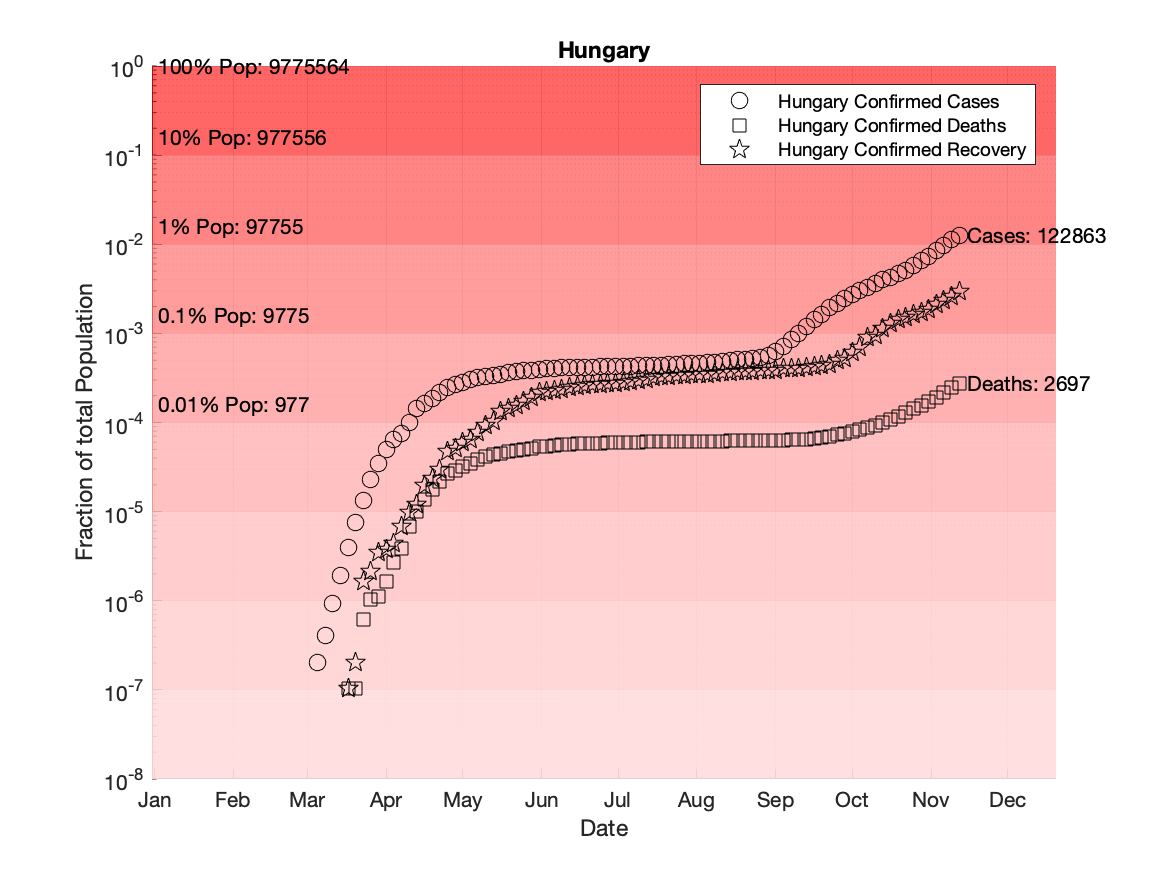 Hungary
10^0
100% Pop: 9775564
Hungary Confirmed Cases
Hungary Confirmed Deaths
Hungary Confirmed Recovery
10% Pop: 977556
10^-1
1% Pop: 97755
10^-2
Cases: 122863
0.1% Pop: 9775
10^-3
Deaths: 2697
0.01% Pop: 977
10^-4
10^-5
10^-6
10^-7
10^-8
Fraction of total Population
Jan Feb Mar Apr May Jun Jul Aug Sep Oct Nov Dec
Date